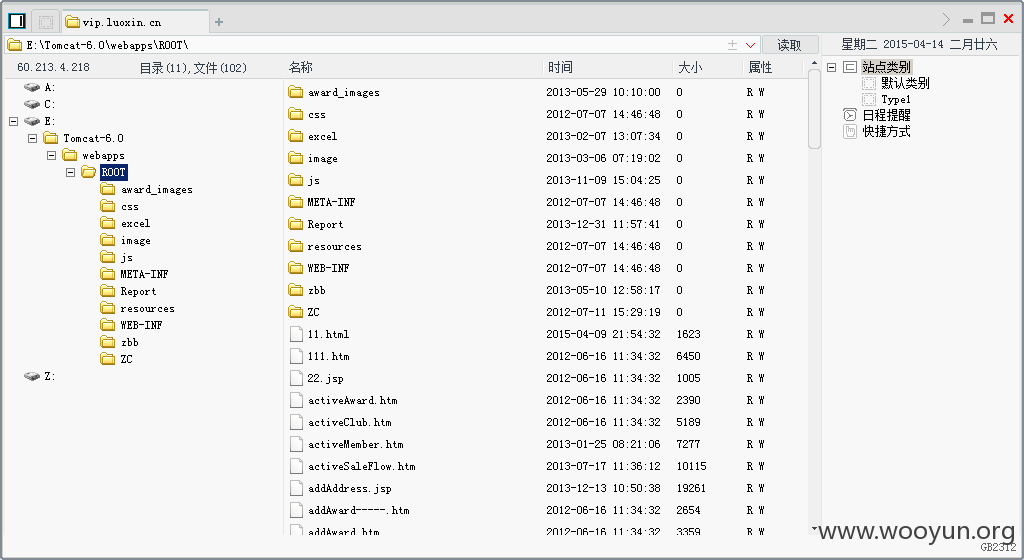 vip.luoxin.cn
E:\Tomcat-6.0\webapps\ROOT\ 读取 星期二 2015-04-14 二月廿六
60.213.4.218 目录(11),文件(102)
A:
C:
E:
Tomcat-6.0
webapps
ROOT
award_images
css
excel
image
js
META-INF
Report
resources
WEB-INF
zbb
ZC
Z:
名称 时间 大小 属性
award_images 2013-05-29 10:10:00 0 R W
css 2012-07-07 14:46:48 0 R W
excel 2013-02-07 13:07:34 0 R W
image 2013-03-06 07:19:02 0 R W
js 2013-11-09 15:04:25 0 R W
META-INF 2012-07-07 14:46:48 0 R W
Report 2013-12-31 11:57:41 0 R W
resources 2012-07-07 14:46:48 0 R W
WEB-INF 2012-07-07 14:46:48 0 R W
zbb 2013-05-10 12:58:17 0 R W
ZC 2012-07-11 15:29:19 0 R W
11.html 2015-04-09 21:54:32 1623 R W
111.htm 2012-06-16 11:34:32 6450 R W
22.jsp 2012-06-16 11:34:32 1005 R W
activeAward.htm 2012-06-16 11:34:32 2390 R W
activeClub.htm 2012-06-16 11:34:32 5189 R W
activeMember.htm 2013-01-25 08:21:06 7277 R W
activeSaleFlow.htm 2013-07-17 11:36:12 10115 R W
addAddress.jsp 2013-12-13 10:50:38 19261 R W
addAward-----.htm 2012-06-16 11:34:32 2654 R W
addAward.htm 2012-06-16 11:34:32 3359 R W
站点类别
默认类别
Type1
日程提醒
快捷方式
www.wooyun.org
GB2312